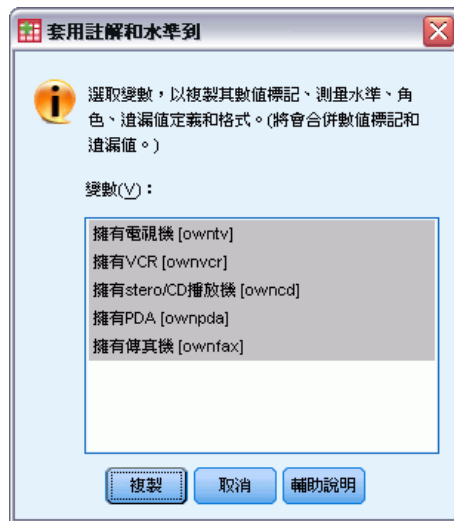 套用註解和水準到
選取變數，以複製其數值標記、測量水準、角
色、遺漏值定義和格式。(將會合併數值標記和
遺漏值。)
變數(V)：
擁有電視機 [owntv]
擁有VCR [ownvcr]
擁有stero/CD播放機 [owncd]
擁有PDA [ownpda]
擁有傳真機 [ownfax]
複製 取消 輔助說明